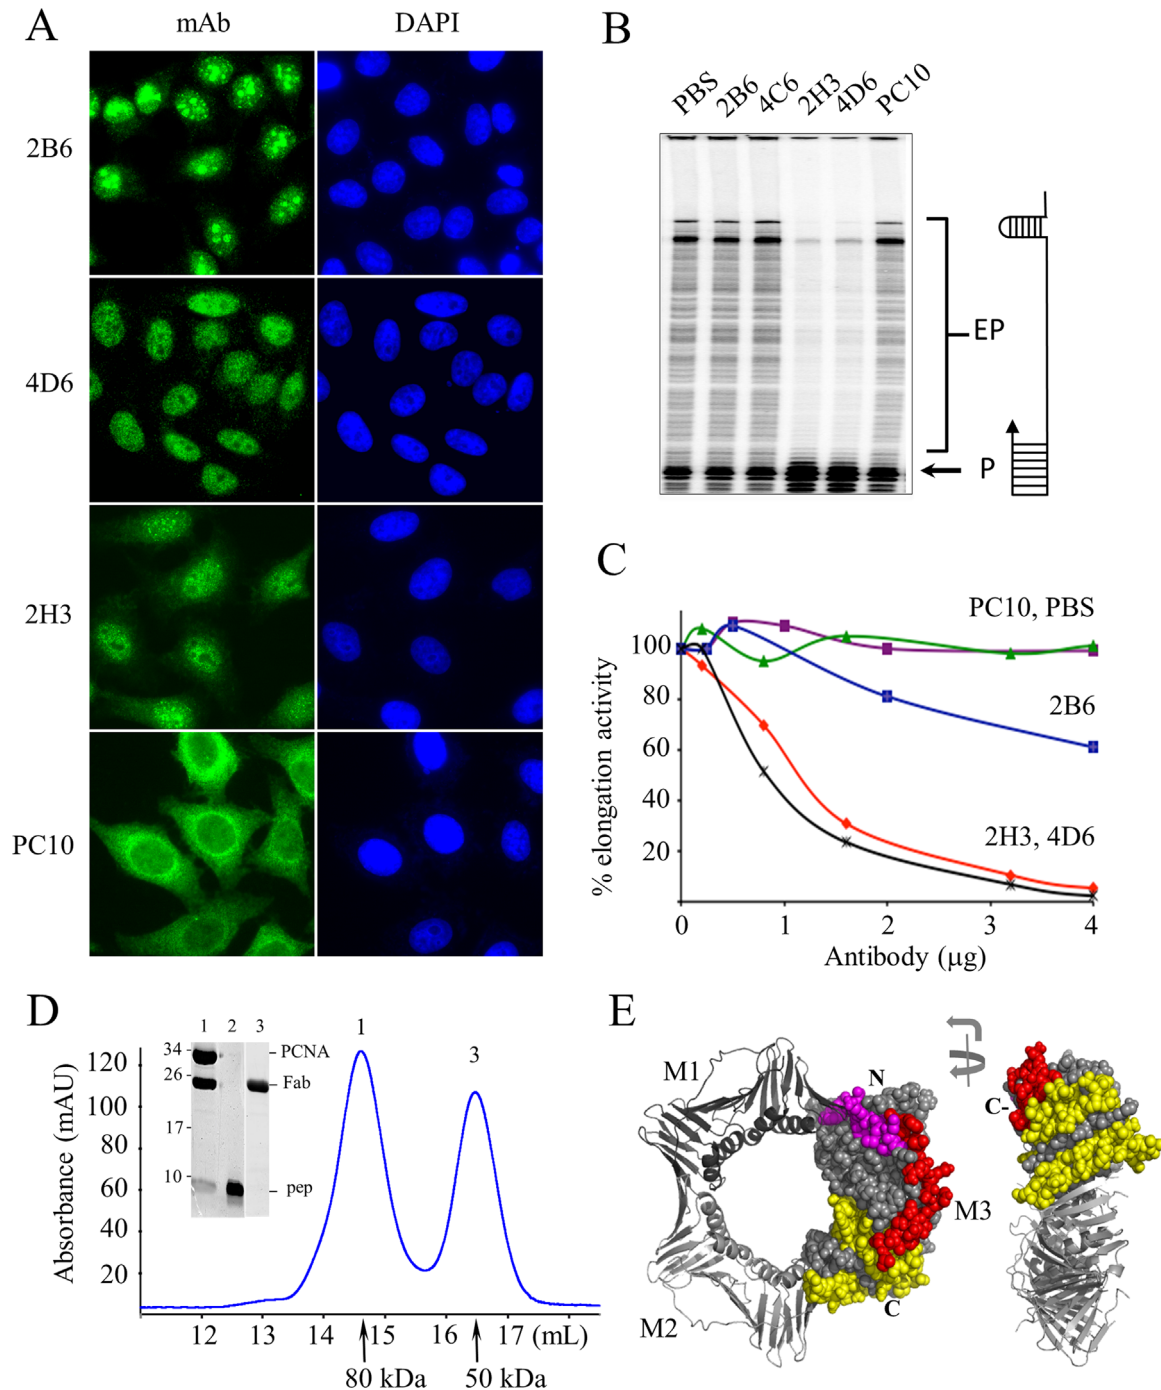 A
mAb
DAPI
2B6
4D6
2H3
PC10
B
PBS
2B6
4C6
2H3
4D6
PC10
EP
P
C
PC10, PBS
2B6
2H3, 4D6
100
80
60
40
20
% elongation activity
0 1 2 3 4
Antibody (μg)
D
1 2 3
34
26
17
10
PCNA
Fab
pep
1
3
120
100
80
60
40
20
Absorbance (mAU)
12 13 14 15 16 17 (mL)
80 kDa
50 kDa
E
M1
N
M3
M2
C
C-